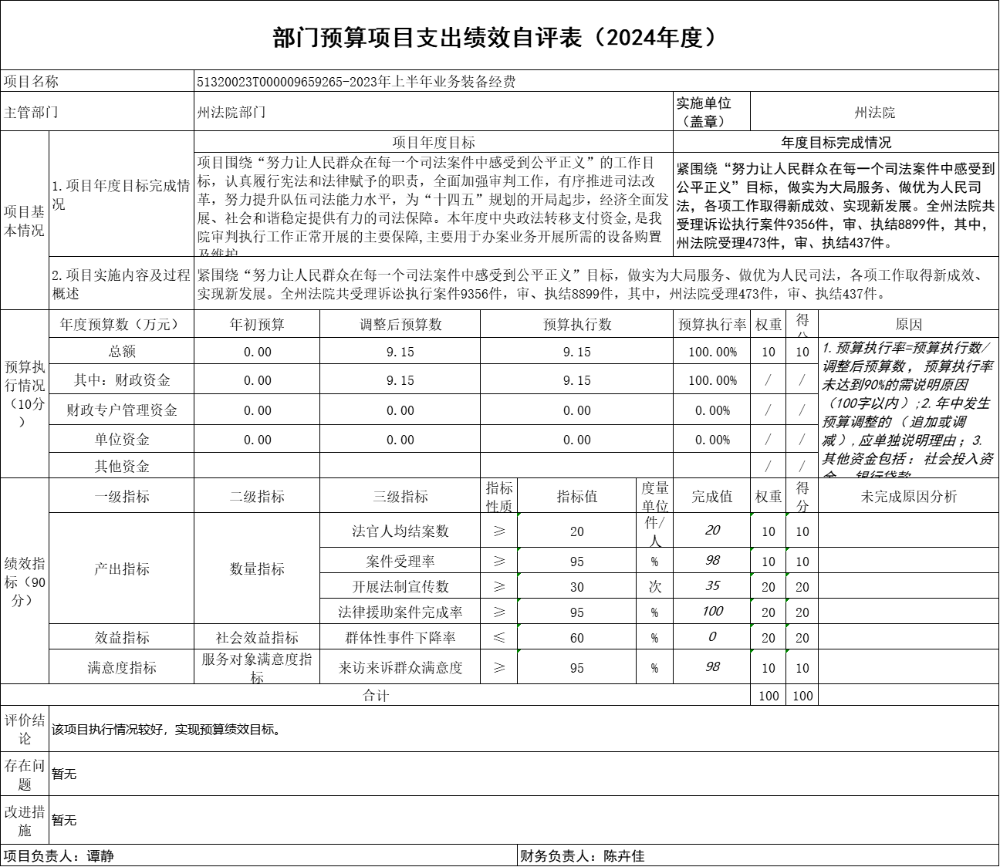 部门预算项目支出绩效自评表（2024年度）
项目名称
51320023T000009659265-2023年上半年业务装备经费
主管部门
州法院部门
实施单位
（盖章）
州法院
项目基
本情况
1.项目年度目标完成情
况
项目年度目标
年度目标完成情况
项目围绕“努力让人民群众在每一个司法案件中感受到公平正义”的工作目
标，认真履行宪法和法律赋予的职责，全面加强审判工作，有序推进司法改
革，努力提升队伍司法能力水平，为“十四五”规划的开局起步，经济全面发
展、社会和谐稳定提供有力的司法保障。本年度中央政法转移支付资金,是我
院审判执行工作正常开展的主要保障,主要用于办案业务开展所需的设备购置
及维护
紧围绕“努力让人民群众在每一个司法案件中感受到
公平正义”目标，做实为大局服务、做优为人民司
法，各项工作取得新成效、实现新发展。全州法院共
受理诉讼执行案件9356件，审、执结8899件，其中，
州法院受理473件，审、执结437件。
2.项目实施内容及过程
概述
紧围绕“努力让人民群众在每一个司法案件中感受到公平正义”目标，做实为大局服务、做优为人民司法，各项工作取得新成效、
实现新发展。全州法院共受理诉讼执行案件9356件，审、执结8899件，其中，州法院受理473件，审、执结437件。
预算执
行情况
（10分
）
年度预算数（万元） 年初预算 调整后预算数 预算执行数 预算执行率 权重 得分 原因
总额 0.00 9.15 9.15 100.00% 10 10
其中：财政资金 0.00 9.15 9.15 100.00% / /
财政专户管理资金 0.00 0.00 0.00 0.00% / /
单位资金 0.00 0.00 0.00 0.00% / /
其他资金 / /
1.预算执行率=预算执行数/
调整后预算数，预算执行率
未达到90%的需说明原因
（100字以内）;2.年中发生
预算调整的（追加或调
减）,应单独说明理由；3.
其他资金包括：社会投入资
金、银行贷款
绩效指
标（90
分）
一级指标 二级指标 三级指标 指标性质 指标值 度量单位 完成值 权重 得分 未完成原因分析
产出指标 数量指标 法官人均结案数 ≥ 20 件/人 20 10 10
案件受理率 ≥ 95 % 98 10 10
开展法制宣传数 ≥ 30 次 35 20 20
法律援助案件完成率 ≥ 95 % 100 20 20
效益指标 社会效益指标 群体性事件下降率 ≤ 60 % 0 20 20
满意度指标 服务对象满意度指标 来访来诉群众满意度 ≥ 95 % 98 10 10
合计 100 100
评价结
论
该项目执行情况较好，实现预算绩效目标。
存在问
题
暂无
改进措
施
暂无
项目负责人：谭静
财务负责人：陈卉佳